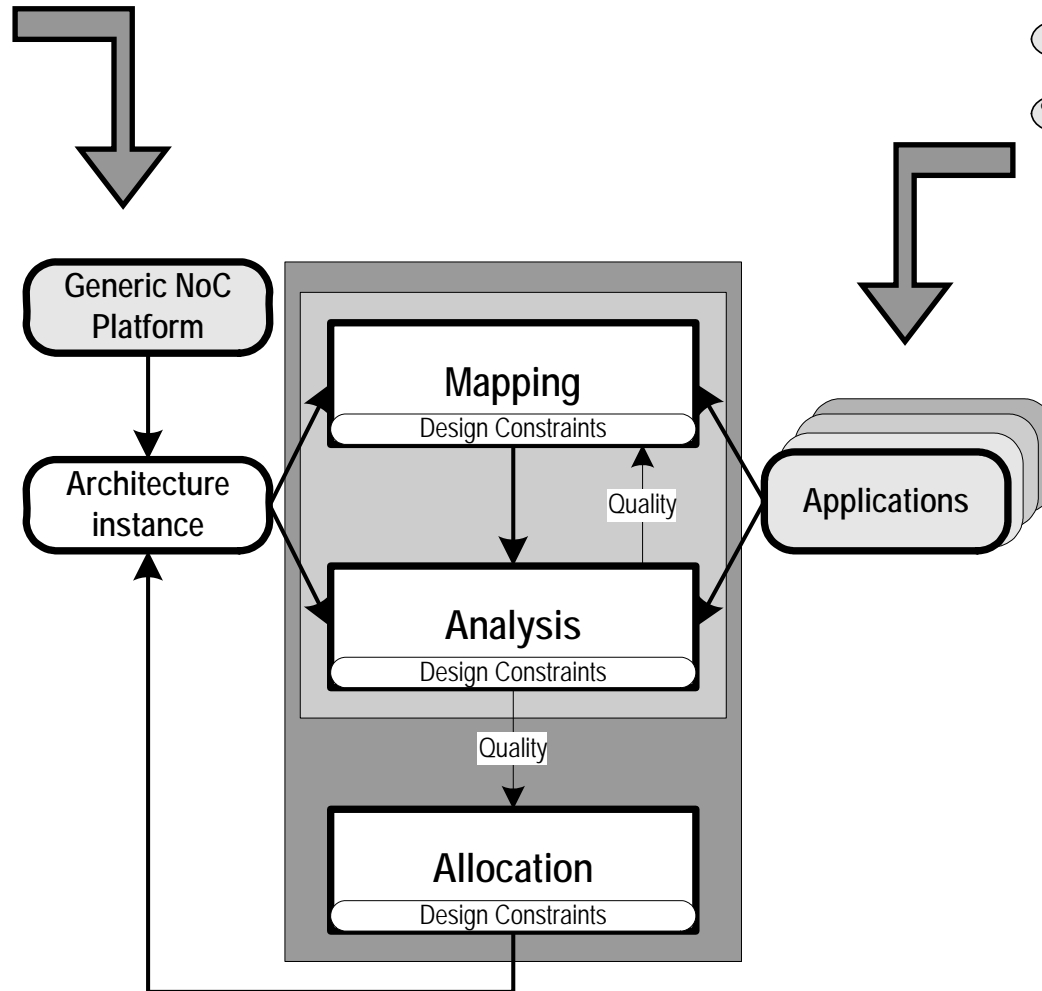 Generic NoC
Platform
Mapping
Design Constraints
Architecture
instance
Quality
Applications
Analysis
Design Constraints
Quality
Allocation
Design Constraints